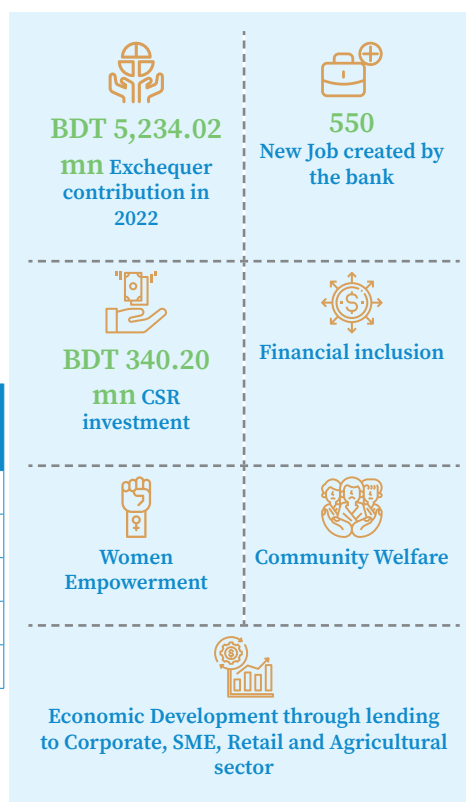 BDT 5,234.02
mn Exchequer
contribution in
2022
550
New Job created by
the bank
BDT 340.20
mn CSR
investment
Financial inclusion
Women
Empowerment
Community Welfare
Economic Development through lending
to Corporate, SME, Retail and Agricultural
sector